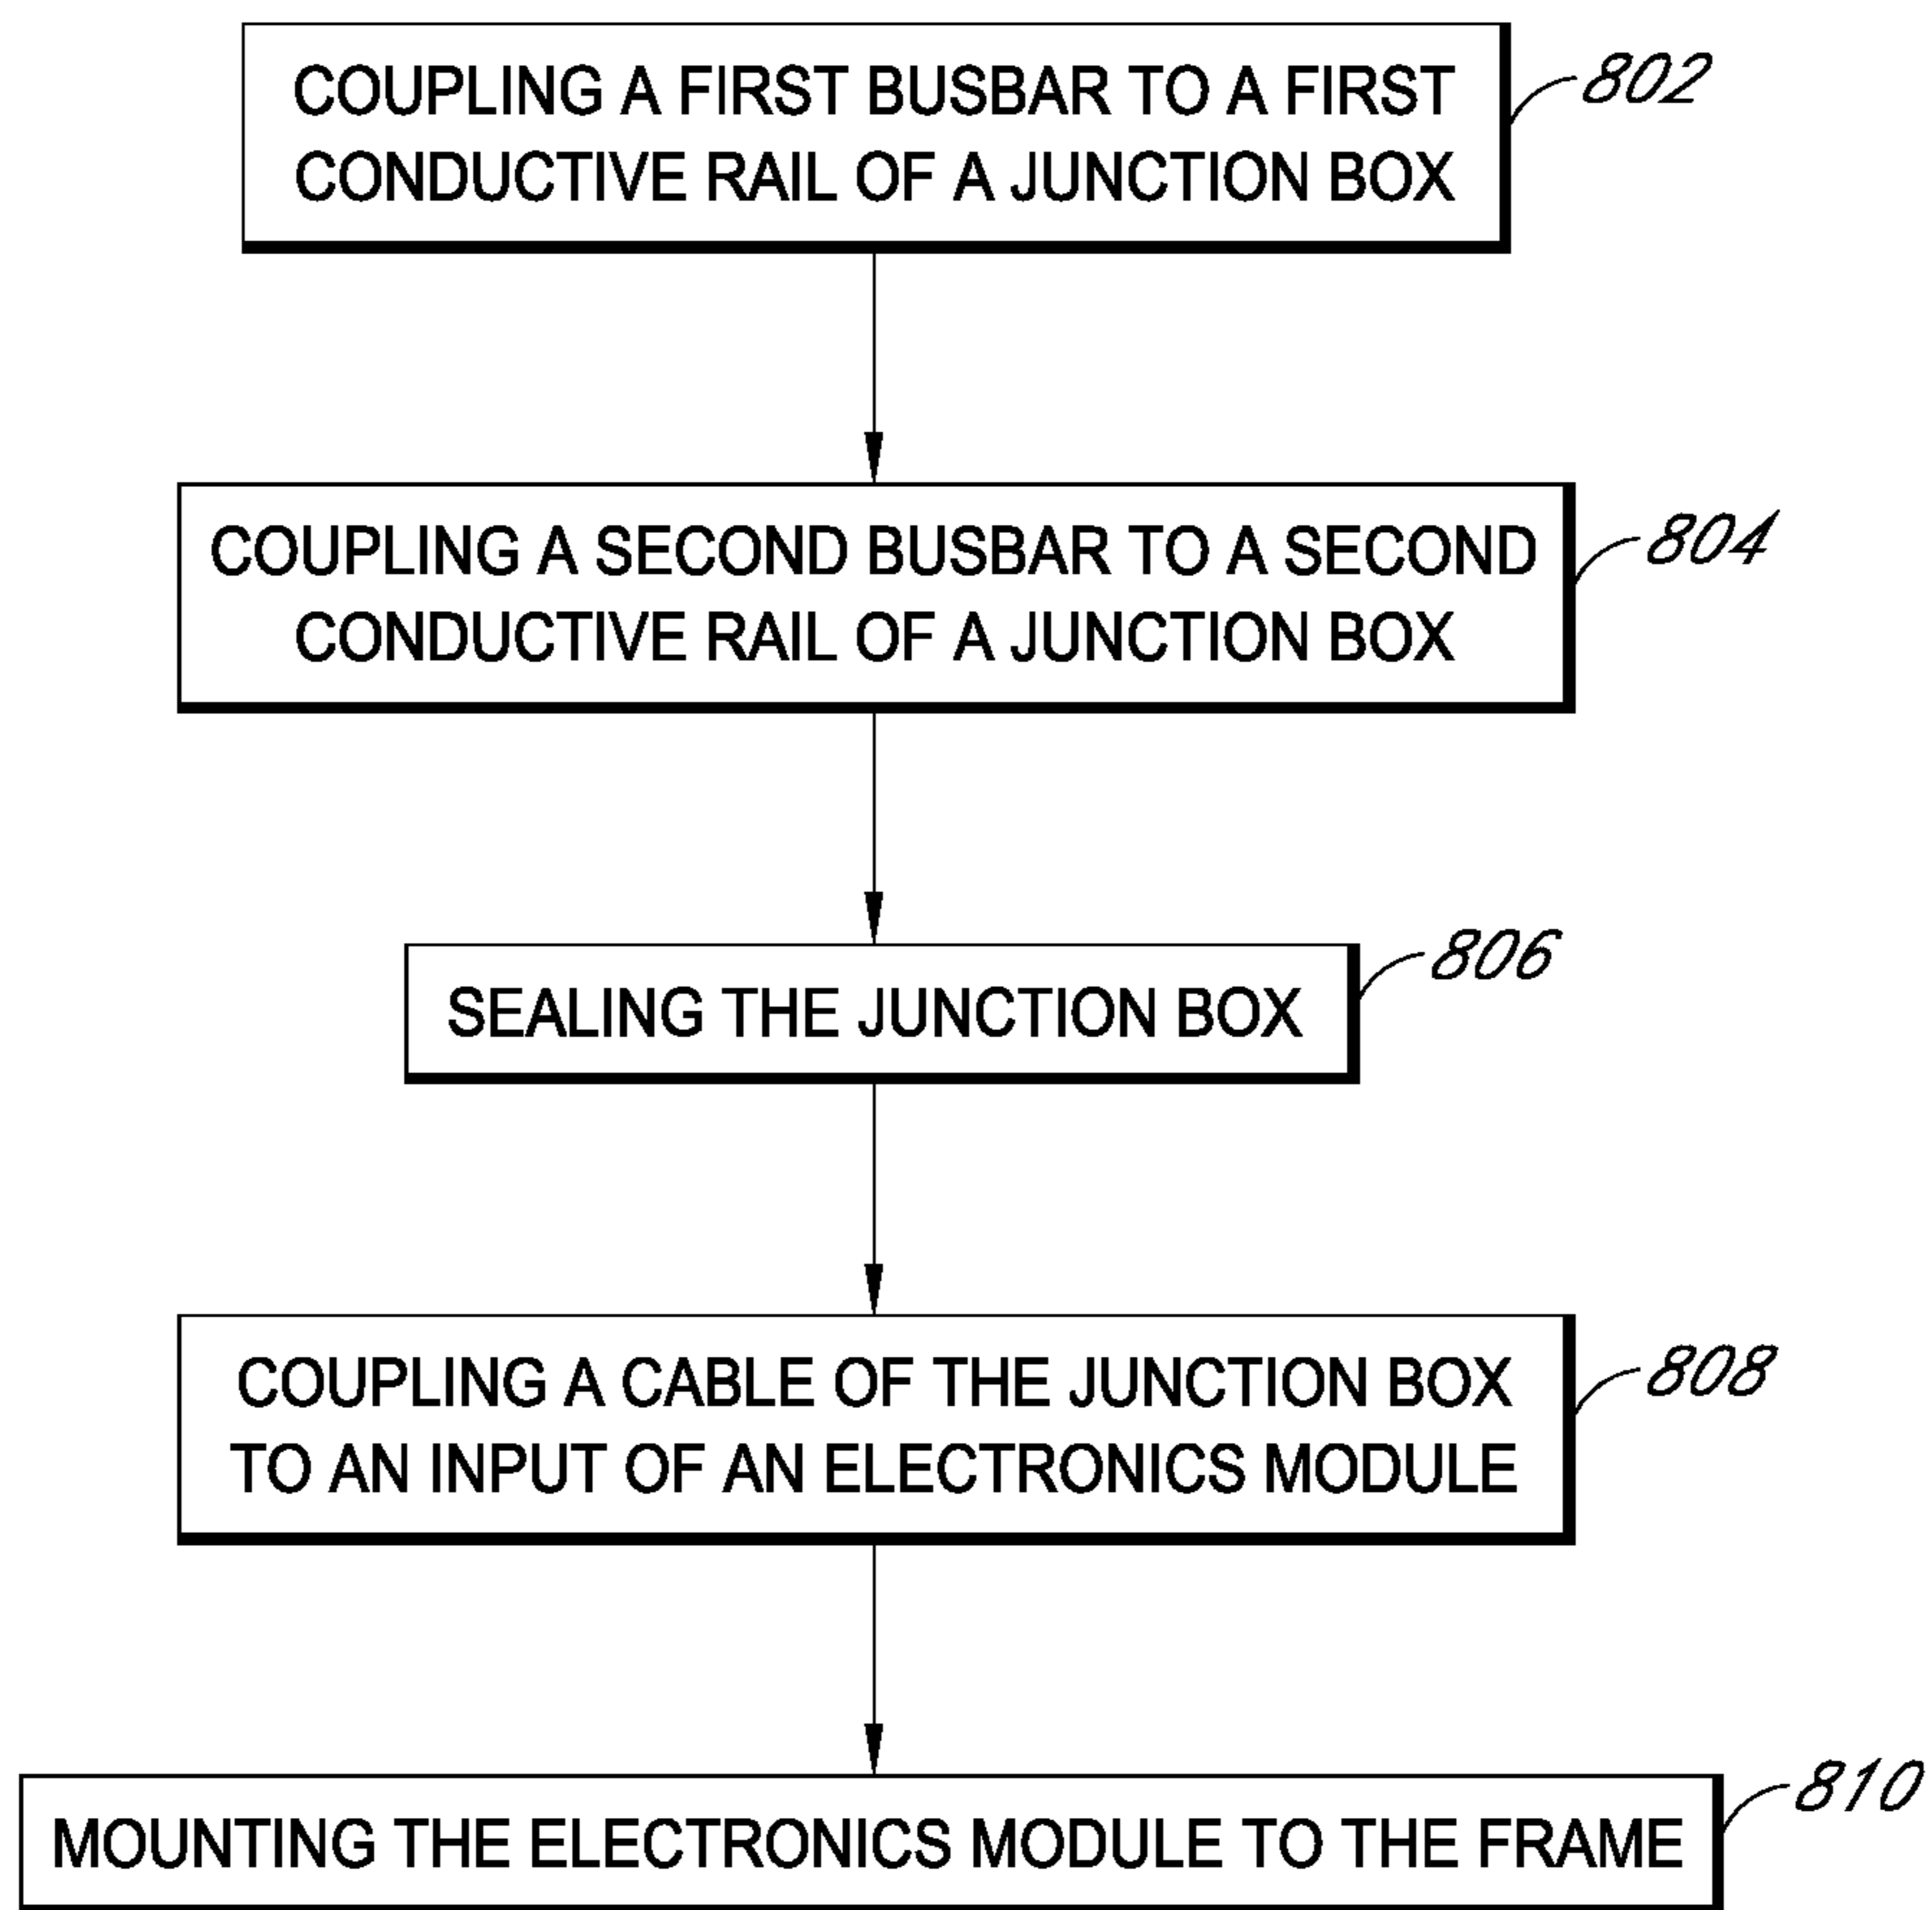 COUPLING A FIRST BUSBAR TO A FIRST
CONDUCTIVE RAIL OF A JUNCTION BOX
802
COUPLING A SECOND BUSBAR TO A SECOND
CONDUCTIVE RAIL OF A JUNCTION BOX
804
SEALING THE JUNCTION BOX
806
COUPLING A CABLE OF THE JUNCTION BOX
TO AN INPUT OF AN ELECTRONICS MODULE
808
MOUNTING THE ELECTRONICS MODULE TO THE FRAME
810